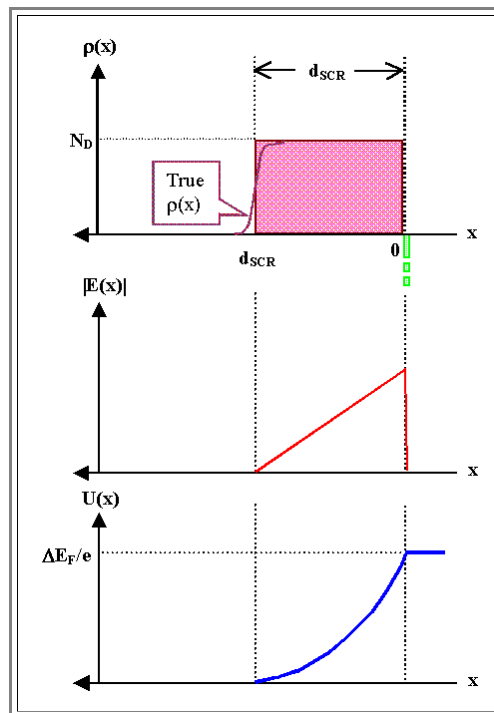 ρ(x)
d_SCR
N_D
True
ρ(x)
x
d_SCR
0
|E(x)|
x
U(x)
ΔE_F/e
x